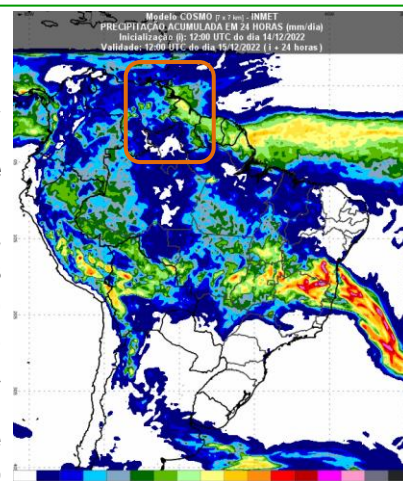 Modelo COSMO [7 x 7 km] - INMET
PRECIPITAÇÃO ACUMULADA EM 24 HORAS (mm/dia)
Inicialização (i): 12:00 UTC do dia 14/12/2022
Validade: 12:00 UTC do dia 15/12/2022 ( i + 24 horas )